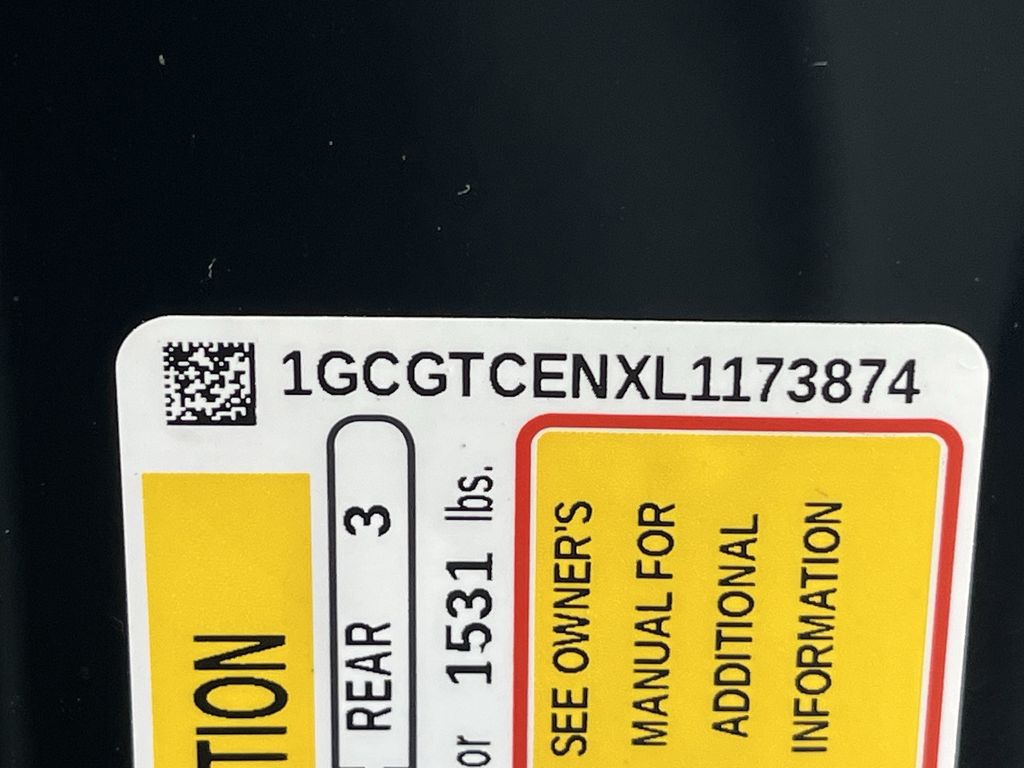 1GCGTCENXL1173874
TION
REAR 3
or 1531 lbs.
SEE OWNER'S
MANUAL FOR
ADDITIONAL
INFORMATION